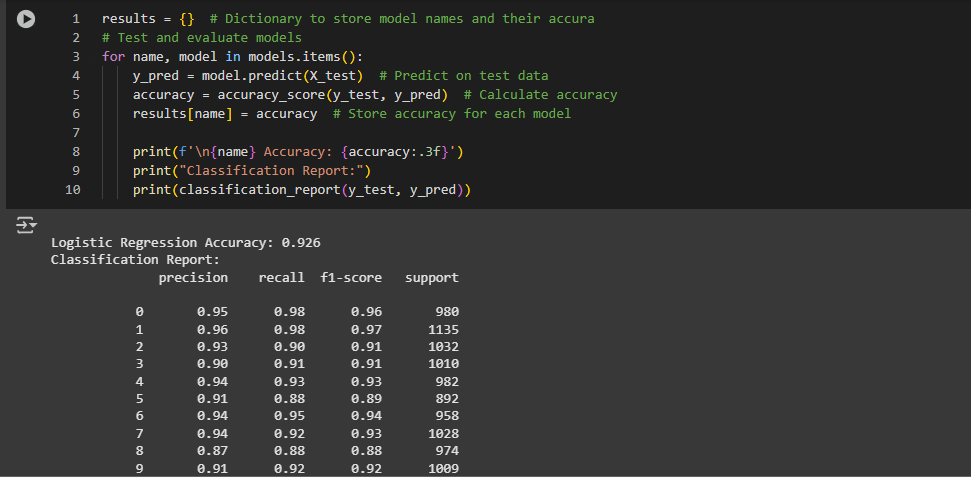 1 results = {}  # Dictionary to store model names and their accura
2 # Test and evaluate models
3 for name, model in models.items():
4     y_pred = model.predict(X_test)  # Predict on test data
5     accuracy = accuracy_score(y_test, y_pred)  # Calculate accuracy
6     results[name] = accuracy  # Store accuracy for each model
7
8     print(f'\n{name} Accuracy: {accuracy:.3f}')
9     print("Classification Report:")
10     print(classification_report(y_test, y_pred))
Logistic Regression Accuracy: 0.926
Classification Report:
precision recall f1-score support
0 0.95 0.98 0.96 980
1 0.96 0.98 0.97 1135
2 0.93 0.90 0.91 1032
3 0.90 0.91 0.91 1010
4 0.94 0.93 0.93 982
5 0.91 0.88 0.89 892
6 0.94 0.95 0.94 958
7 0.94 0.92 0.93 1028
8 0.87 0.88 0.88 974
9 0.91 0.92 0.92 1009